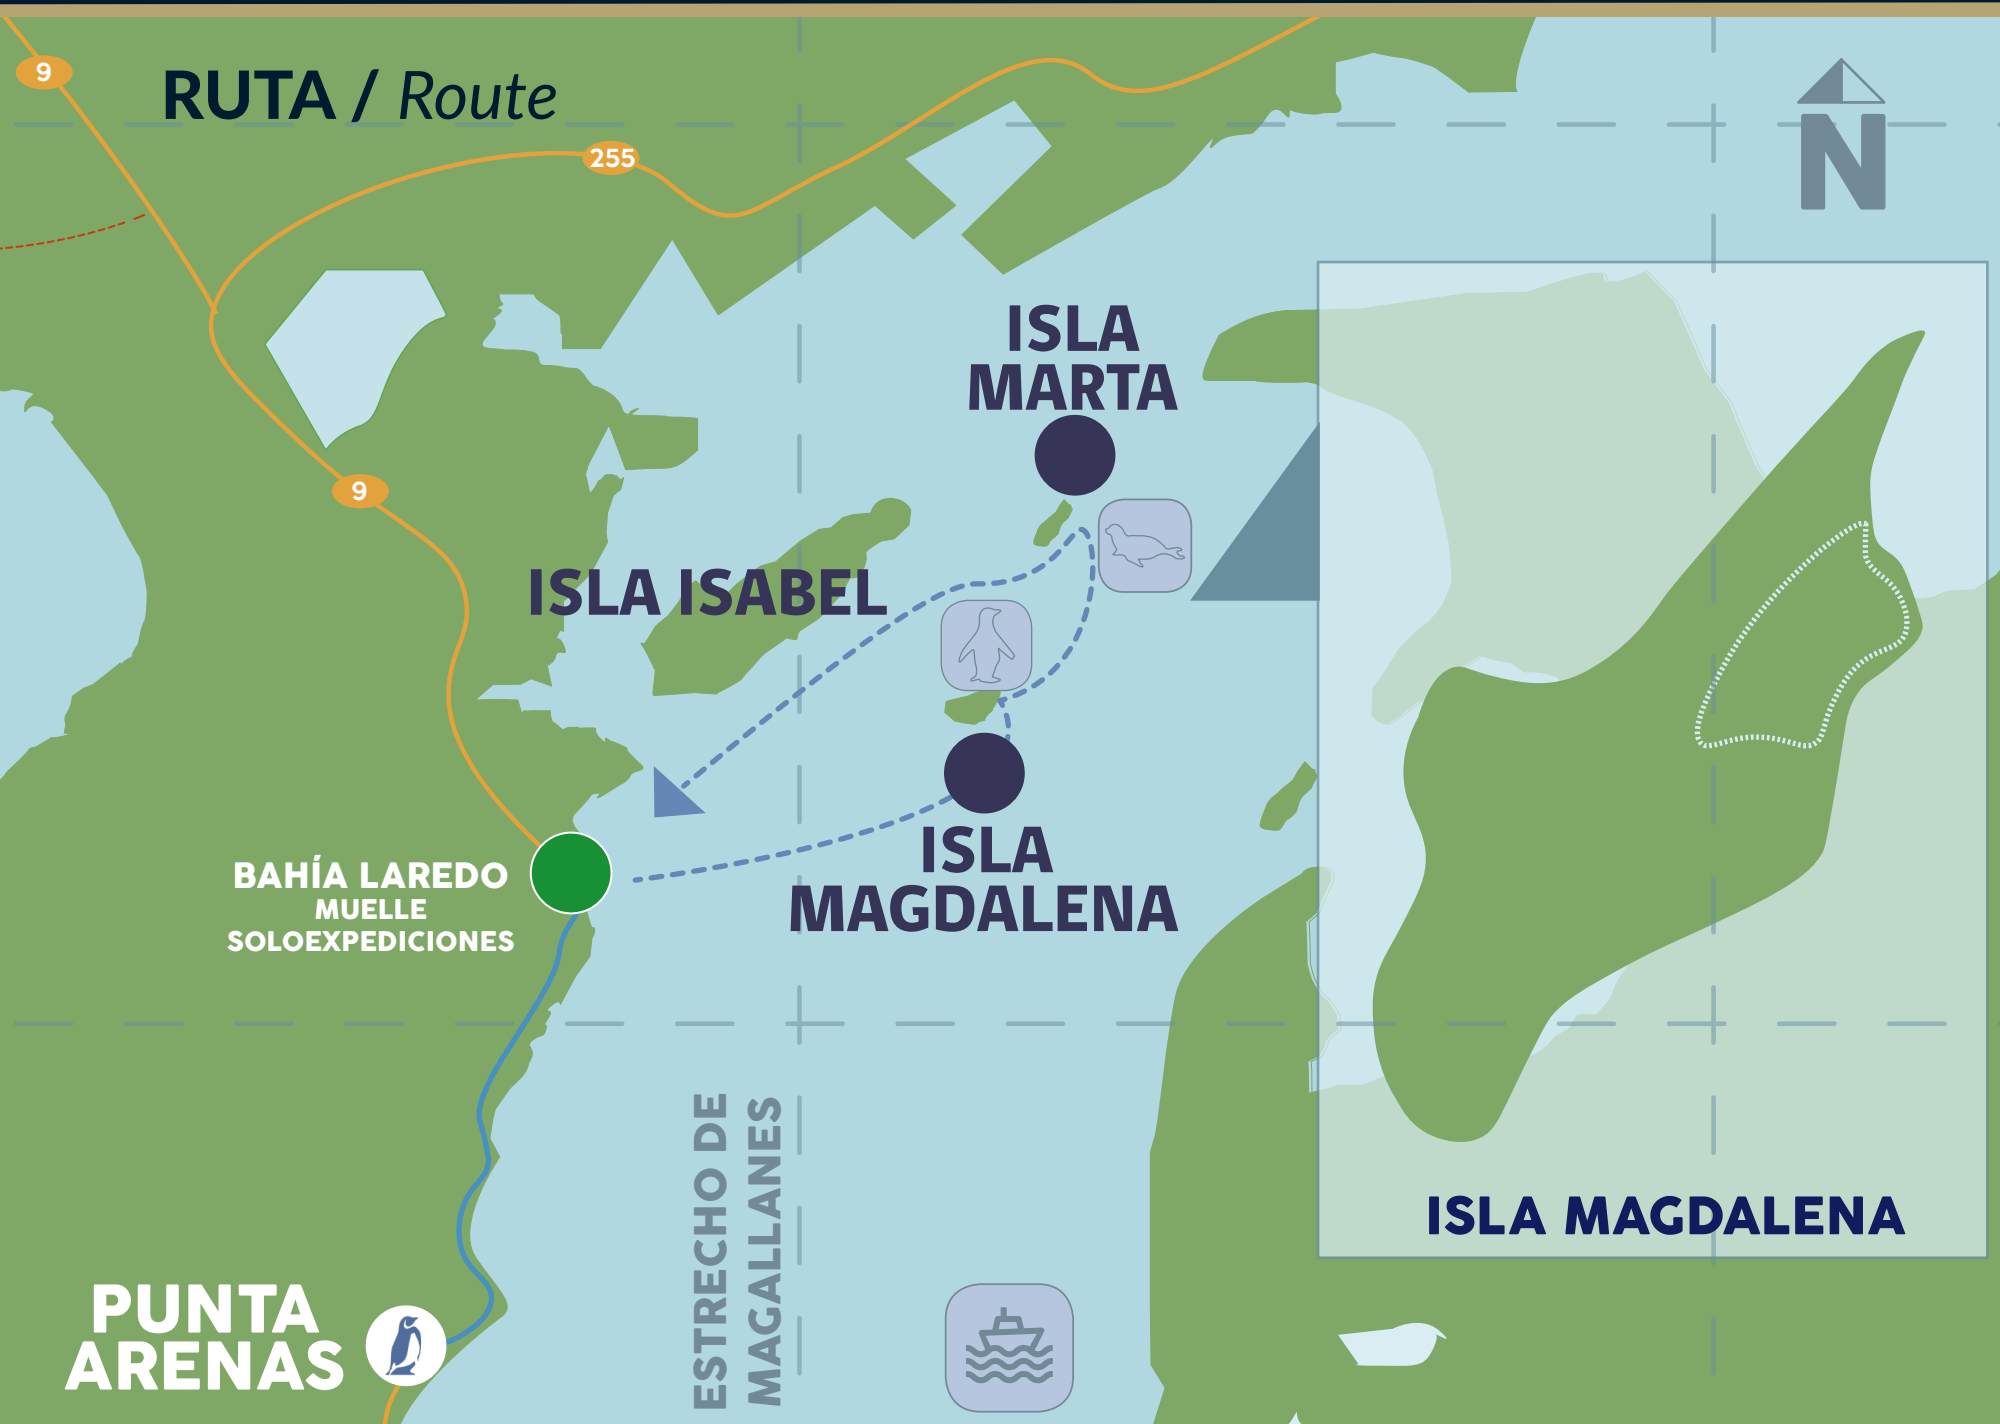 9
RUTA / Route
N
255
9
ISLA
MARTA
ISLA ISABEL
ISLA
MAGDALENA
BAHÍA LAREDO
MUELLE
SOLOEXPEDICIONES
ESTRECHO DE
MAGALLANES
ISLA MAGDALENA
PUNTA
ARENAS